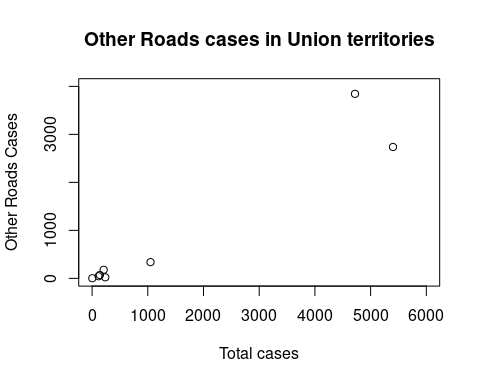 Other Roads cases in Union territories
Other Roads Cases
3000
1000
0
0 1000 2000 3000 4000 5000 6000
Total cases